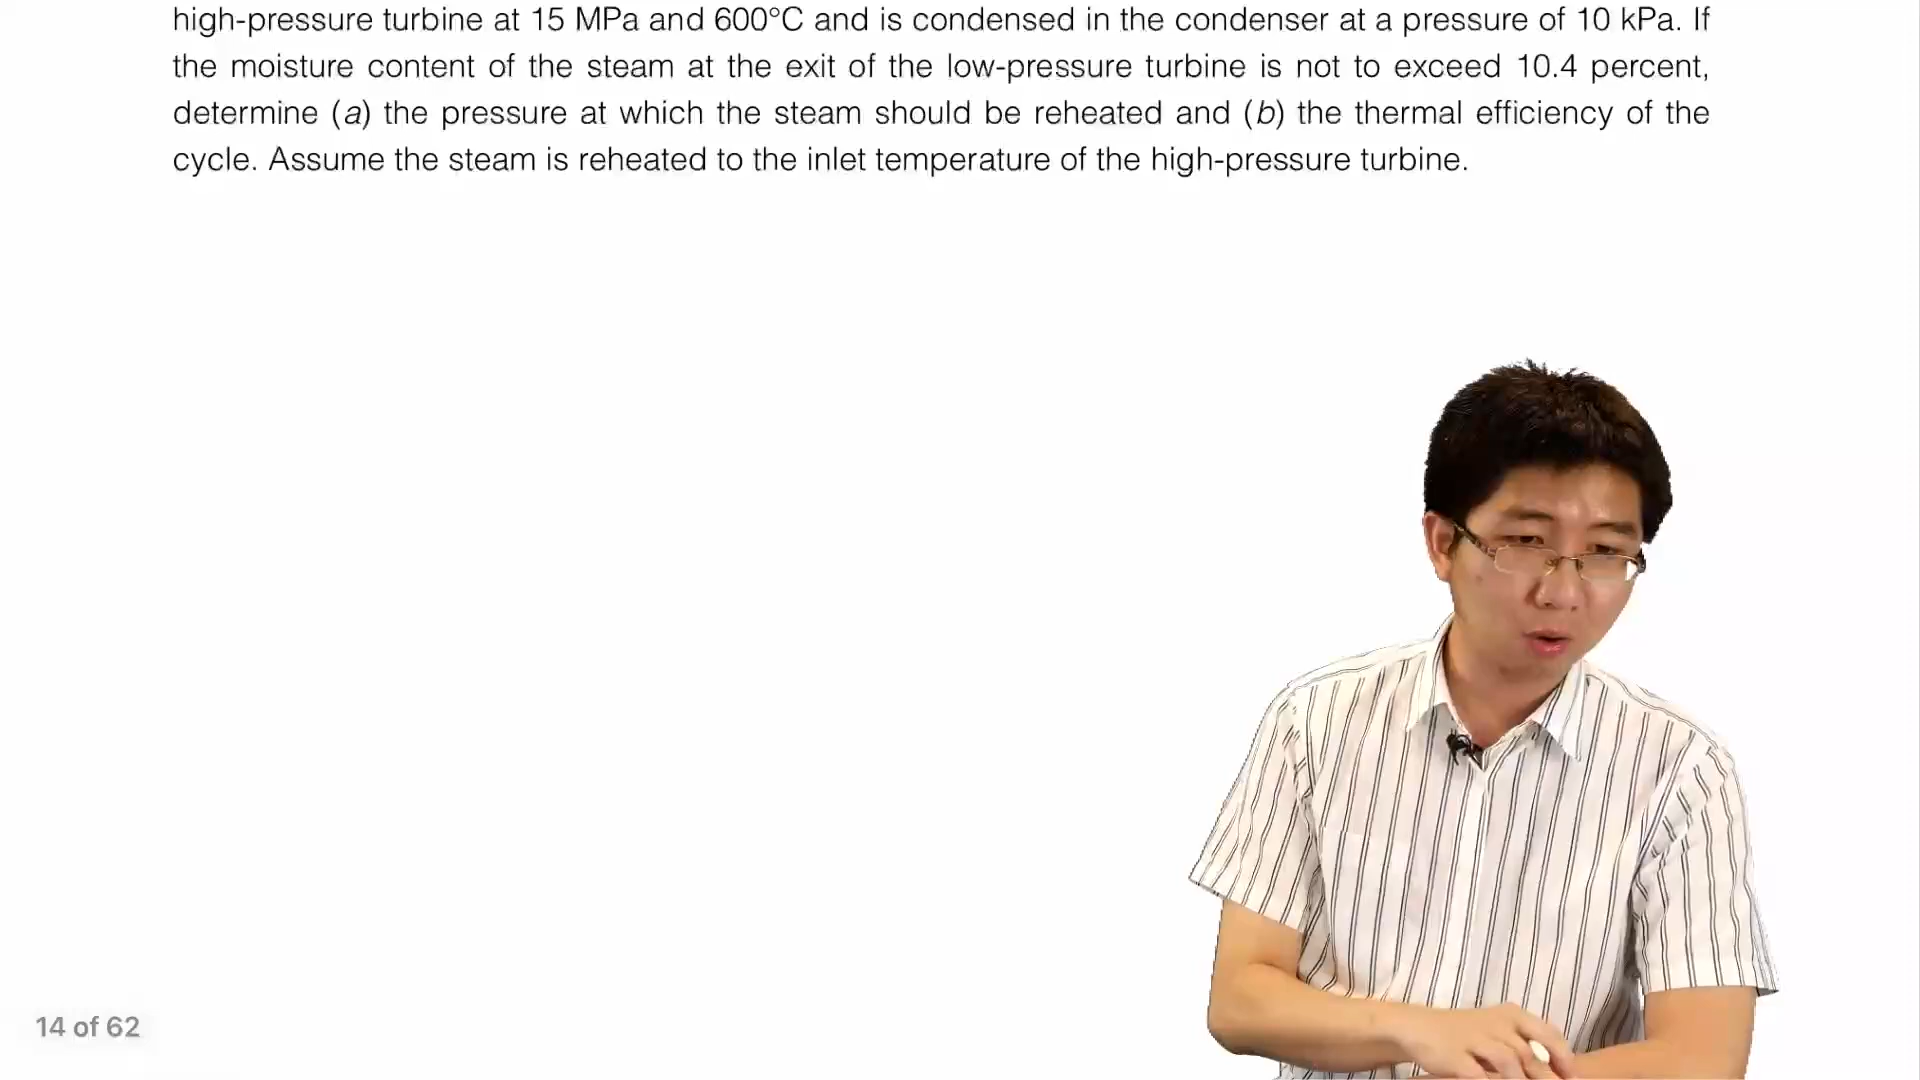 high-pressure turbine at 15 MPa and 600°C and is condensed in the condenser at a pressure of 10 kPa. If
the moisture content of the steam at the exit of the low-pressure turbine is not to exceed 10.4 percent,
determine (a) the pressure at which the steam should be reheated and (b) the thermal efficiency of the
cycle. Assume the steam is reheated to the inlet temperature of the high-pressure turbine.
14 of 62